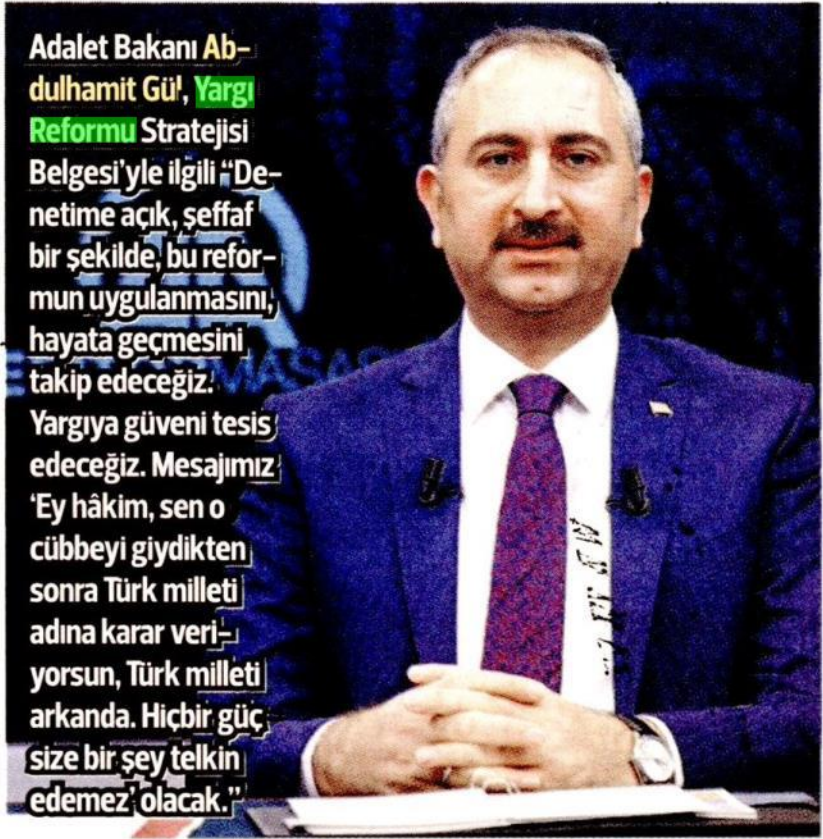 Adalet Bakanı Ab-
dulhamit Gül, Yargı
Reformu Stratejisi
Belgesi'yle ilgili “De-
netime açık, şeffaf
bir şekilde, bu refor-
mun uygulanmasını,
hayata geçmesini
takip edeceğiz.
Yargıya güveni tesis
edeceğiz. Mesajımız
‘Ey hâkim, sen o
cübbeyi giydikten
sonra Türk milleti
adına karar veri-
yorsun, Türk milleti
arkanda. Hiçbir güç
size bir şey telkin
edemez’ olacak.”